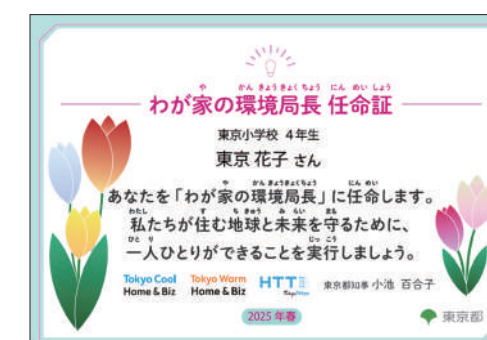 わが家の環境局長 任命証
東京小学校 4年生
東京 花子 さん
あなたを「わが家の環境局長」に任命します。
私たちが住む地球と未来を守るために、
一人ひとりができることを実行しましょう。
Tokyo Cool Home & Biz
Tokyo Warm Home & Biz
HTT
東京都知事 小池 百合子
2025年春
東京都